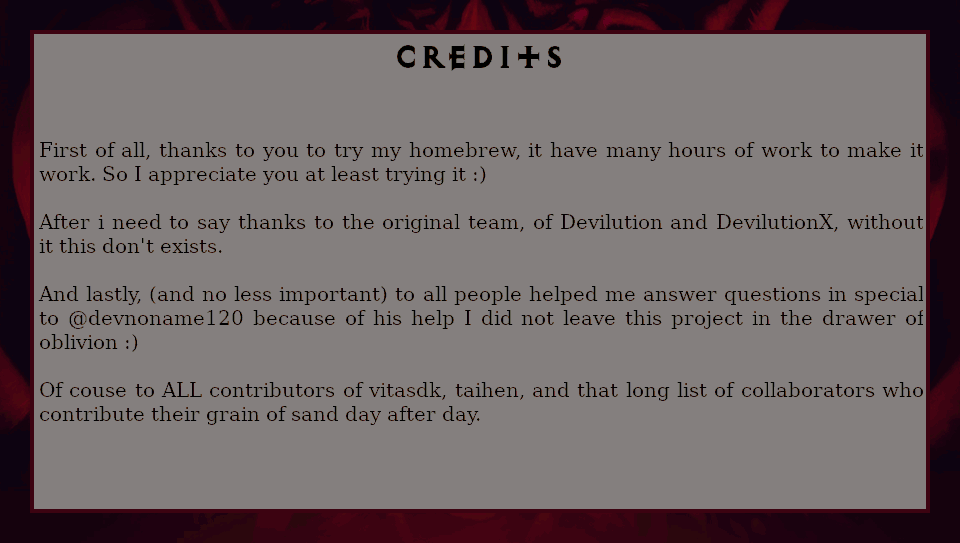 CREDITS
First of all, thanks to you to try my homebrew, it have many hours of work to make it
work. So I appreciate you at least trying it :)
After i need to say thanks to the original team, of Devilution and DevilutionX, without
it this don't exists.
And lastly, (and no less important) to all people helped me answer questions in special
to @devnoname120 because of his help I did not leave this project in the drawer of
oblivion :)
Of couse to ALL contributors of vitasdk, taihen, and that long list of collaborators who
contribute their grain of sand day after day.